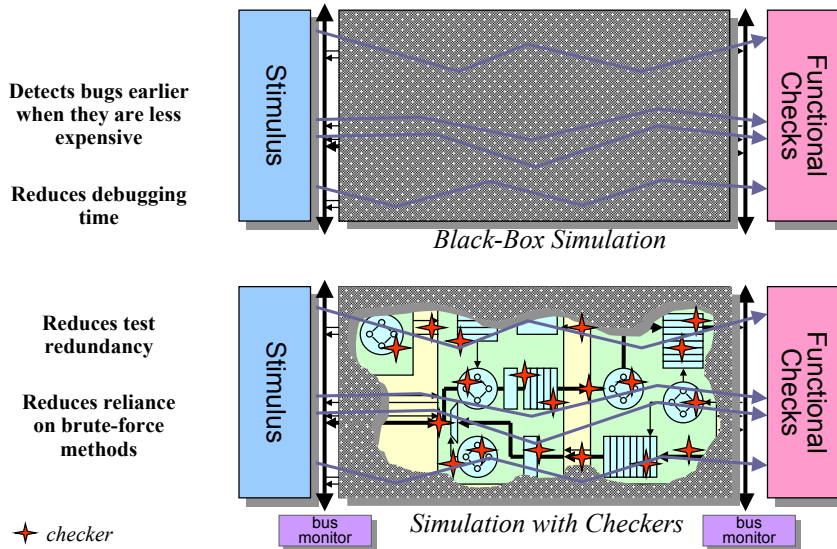 Detects bugs earlier
when they are less
expensive
Reduces debugging
time
Stimulus
Functional
Checks
Black-Box Simulation
Reduces test
redundancy
Reduces reliance
on brute-force
methods
Stimulus
Functional
Checks
checker
bus
monitor
Simulation with Checkers
bus
monitor